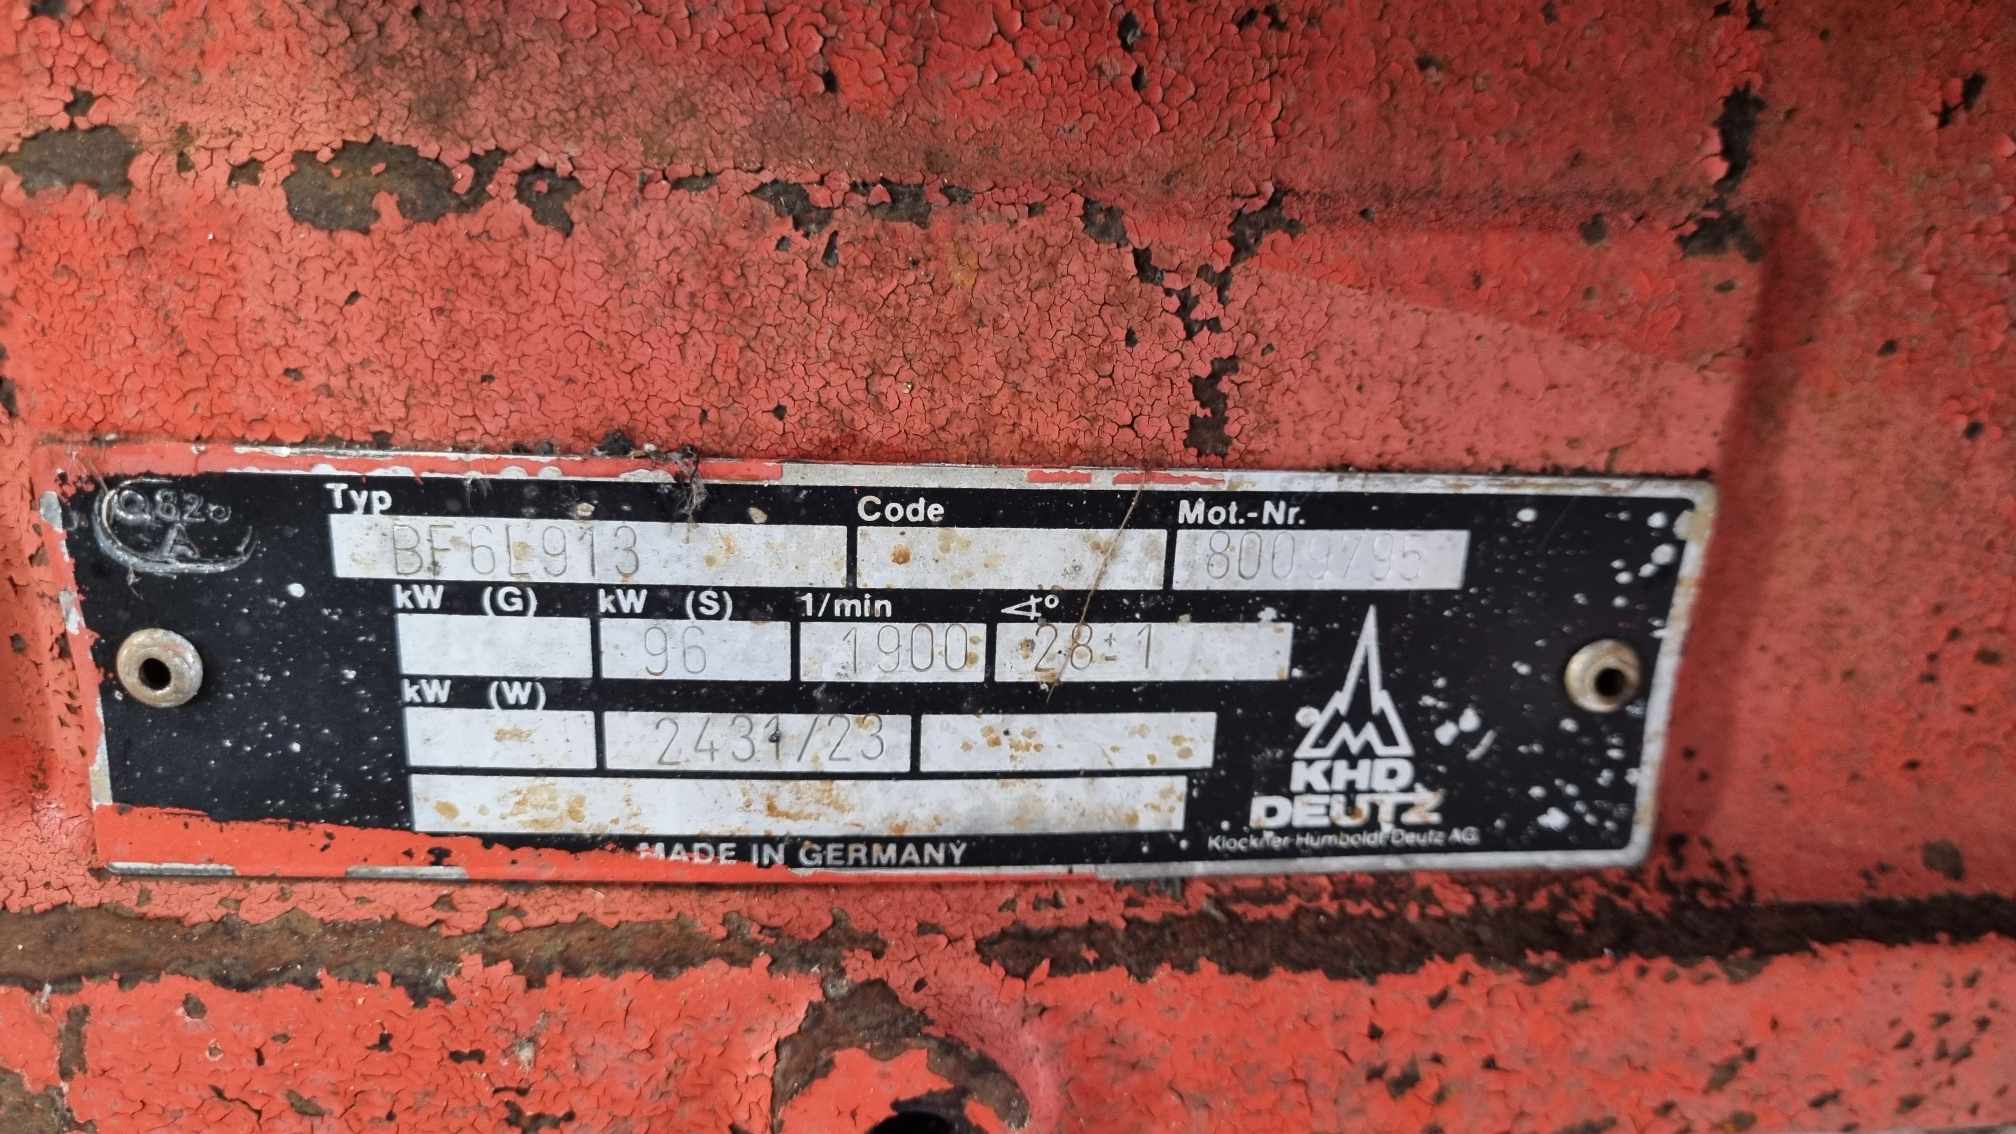 Q820
A
Typ Code Mot.-Nr.
BF6L913 8009795
kW (G) kW (S) 1/min ∢°
96 1900 28±1
kW (W)
2431/23
KHD
DEUTZ
Klöckner-Humboldt-Deutz AG
MADE IN GERMANY